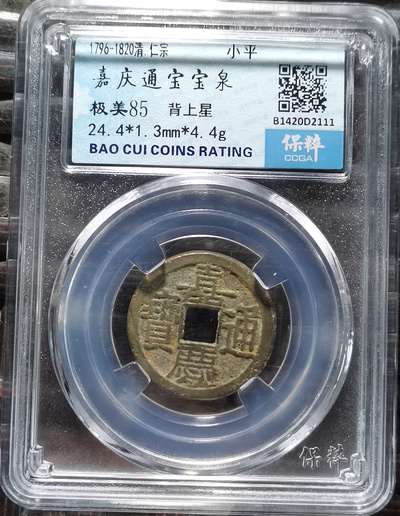 1796-1820清.仁宗 小平
嘉庆通宝宝泉
极美85 背上星
B1420D2111
24.4*1.3mm*4.4g
保粹
CCGA
BAO CUI COINS RATING
嘉慶通寶
保粹